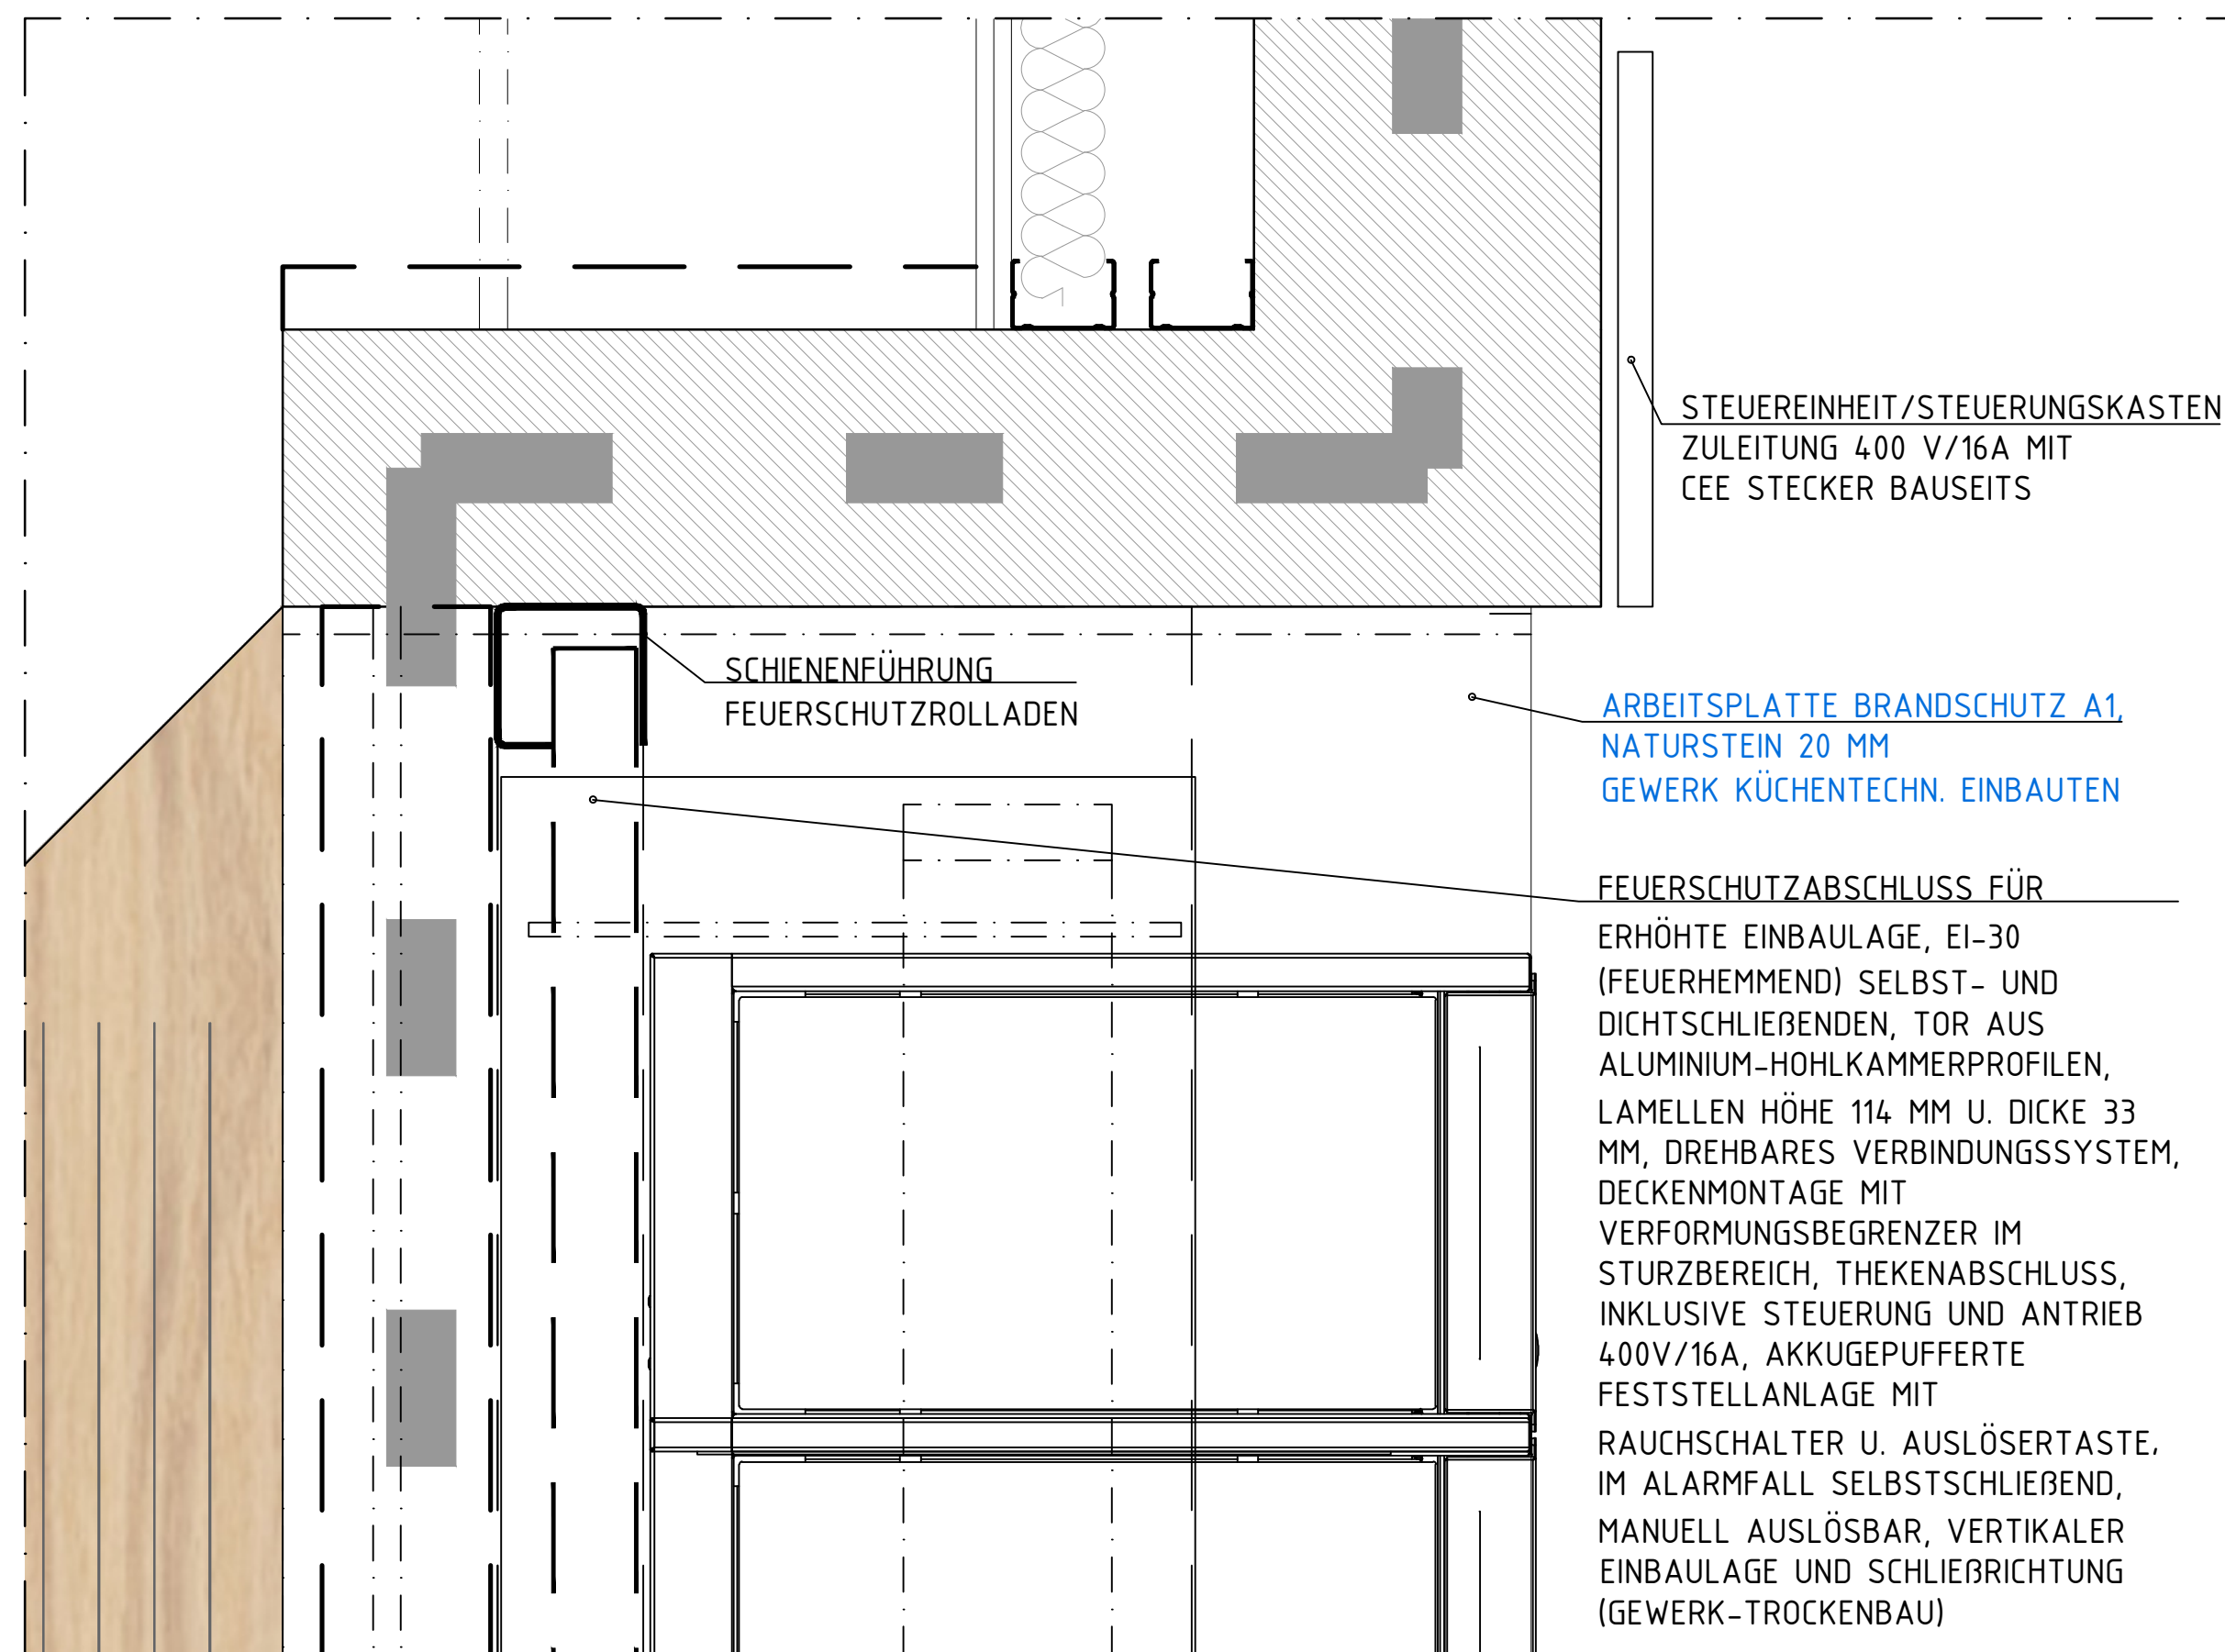 STEUEREINHEIT/STEUERUNGSKASTEN
ZULEITUNG 400 V/16A MIT
CEE STECKER BAUSEITS
SCHIENENFÜHRUNG
FEUERSCHUTZROLLADEN
ARBEITSPLATTE BRANDSCHUTZ A1,
NATURSTEIN 20 MM
GEWERK KÜCHENTECHN. EINBAUTEN
FEUERSCHUTZABSCHLUSS FÜR
ERHÖHTE EINBAULAGE, EI-30
(FEUERHEMMEND) SELBST- UND
DICHTSCHLIEßENDEN, TOR AUS
ALUMINIUM-HOHLKAMMERPROFILEN,
LAMELLEN HÖHE 114 MM U. DICKE 33
MM, DREHBARES VERBINDUNGSSYSTEM,
DECKENMONTAGE MIT
VERFORMUNGSBEGRENZER IM
STURZBEREICH, THEKENABSCHLUSS,
INKLUSIVE STEUERUNG UND ANTRIEB
400V/16A, AKKUGEPUFFERTE
FESTSTELLANLAGE MIT
RAUCHSCHALTER U. AUSLÖSERTASTE,
IM ALARMFALL SELBSTSCHLIEßEND,
MANUELL AUSLÖSBAR, VERTIKALER
EINBAULAGE UND SCHLIEßRICHTUNG
(GEWERK-TROCKENBAU)